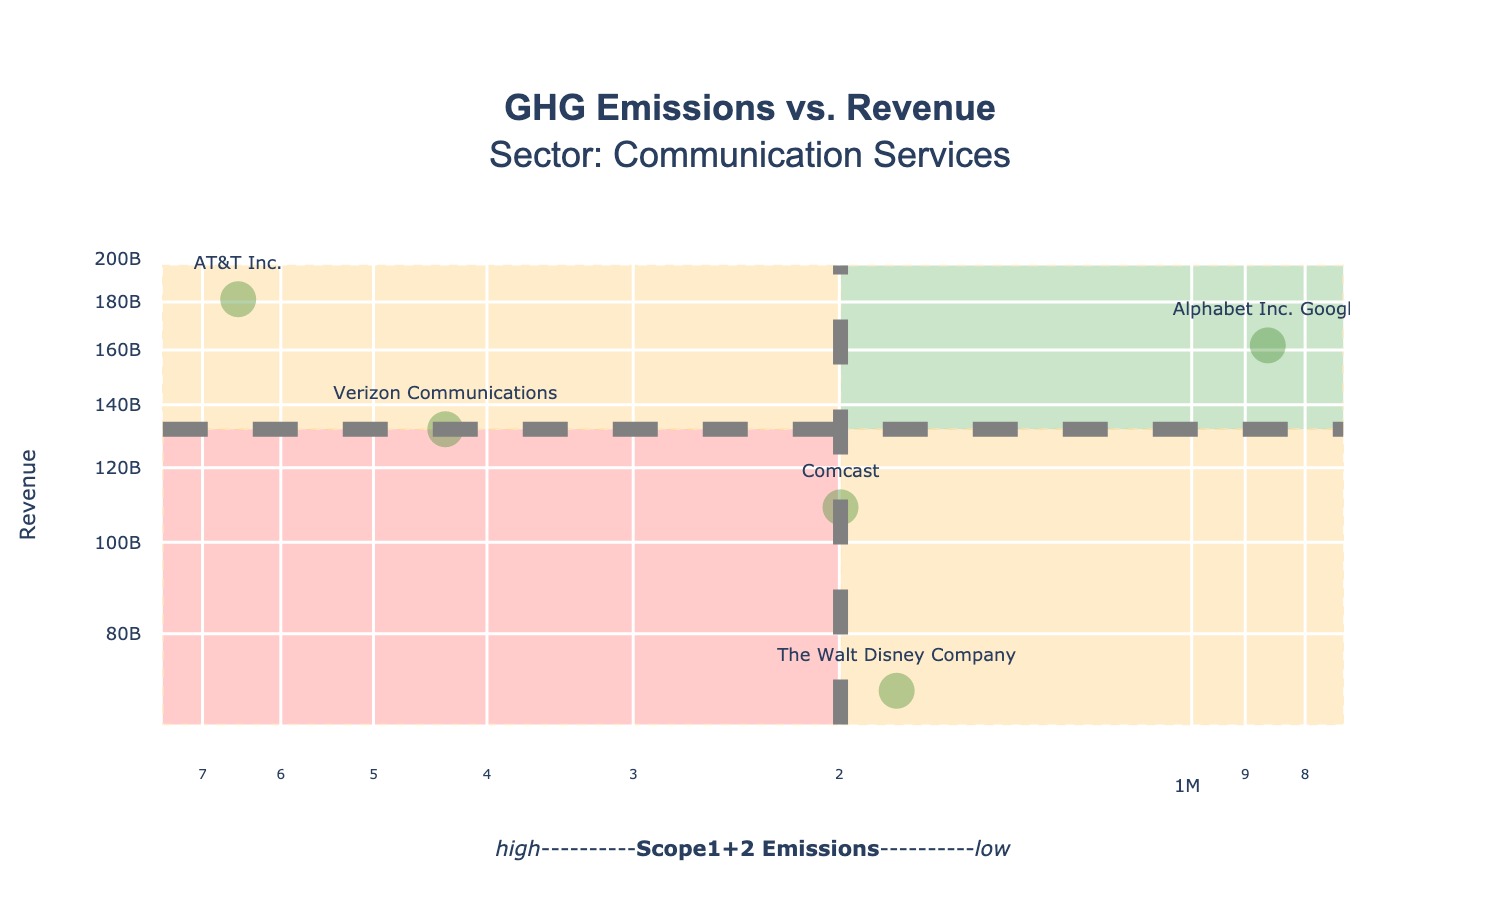 GHG Emissions vs. Revenue
Sector: Communication Services
200B
AT&T Inc.
180B
Alphabet Inc. Googl
160B
Verizon Communications
140B
120B
Comcast
Revenue
100B
80B
The Walt Disney Company
7 6 5 4 3 2 1M 9 8
high----------Scope1+2 Emissions----------low